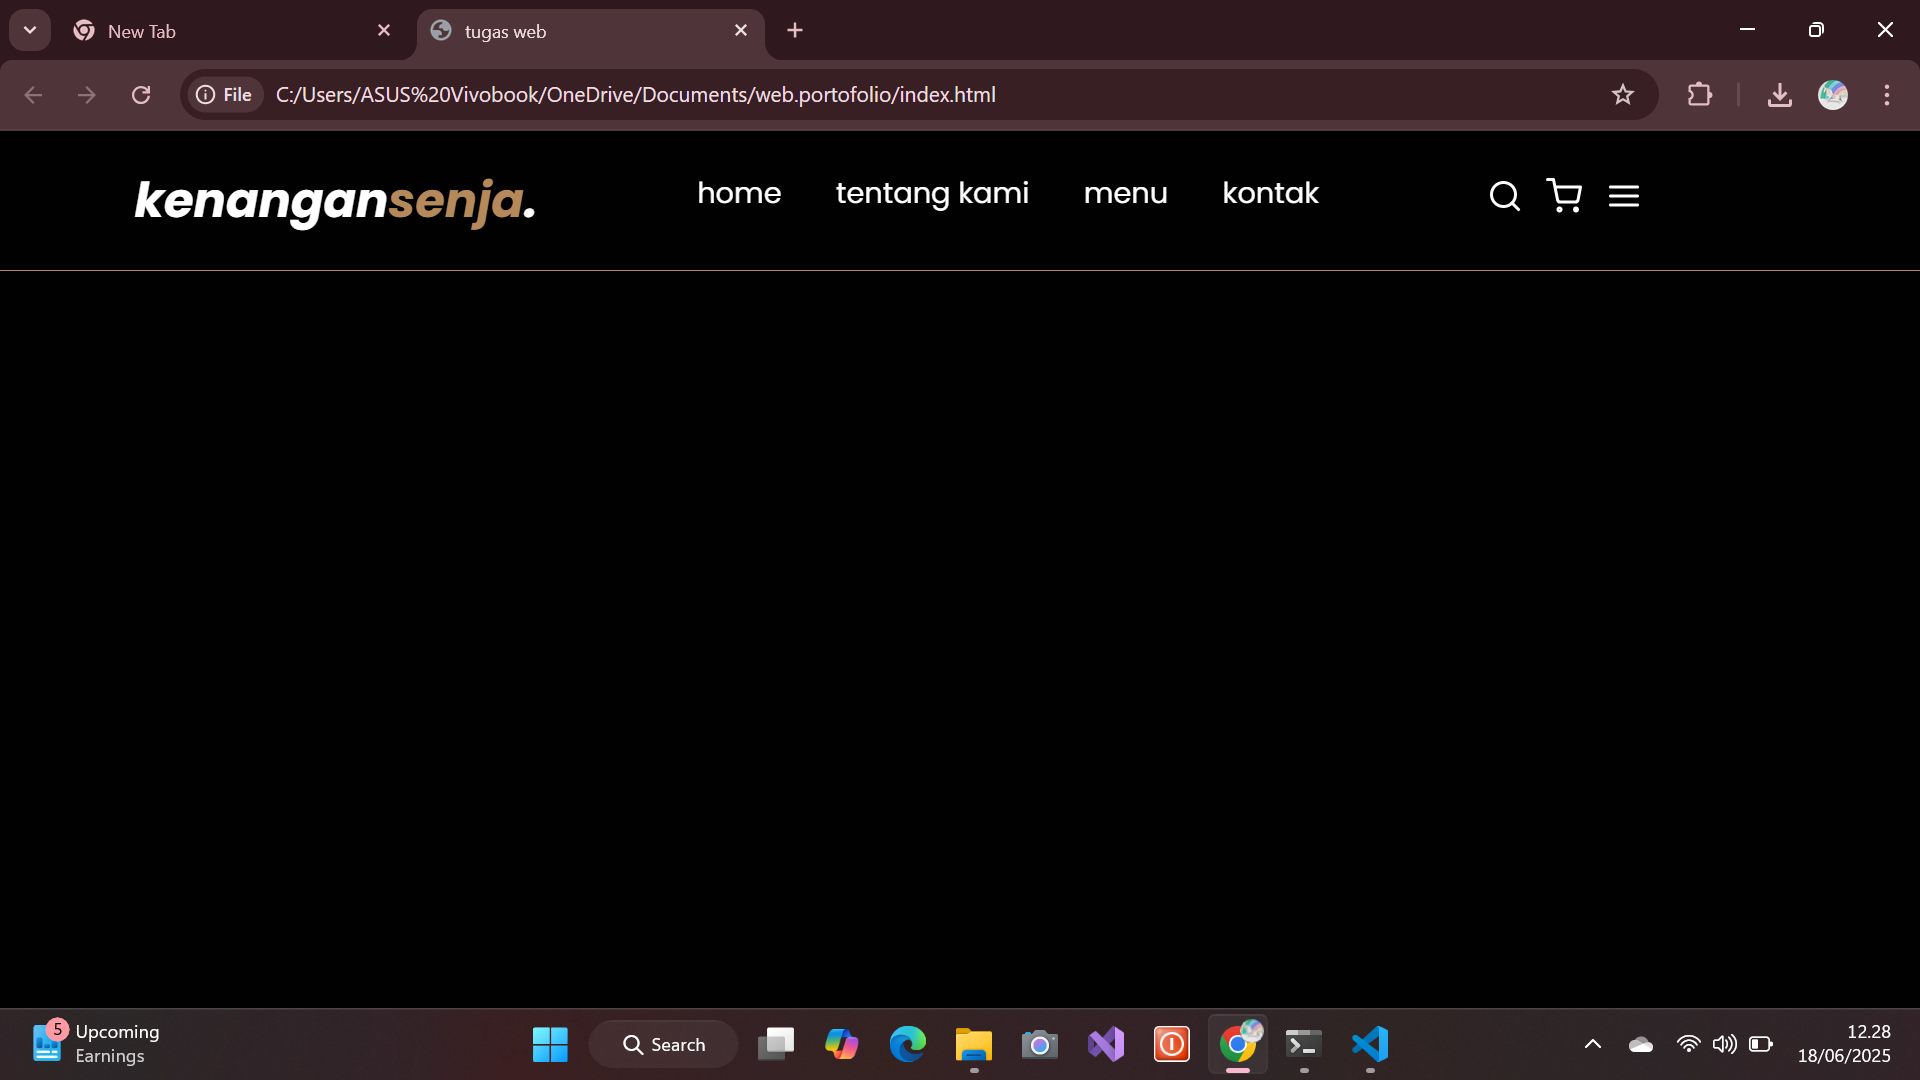 New Tab
tugas web
File
C:/Users/ASUS%20Vivobook/OneDrive/Documents/web.portofolio/index.html
kenangansenja.
home
tentang kami
menu
kontak
5
Upcoming
Earnings
Search
12.28
18/06/2025